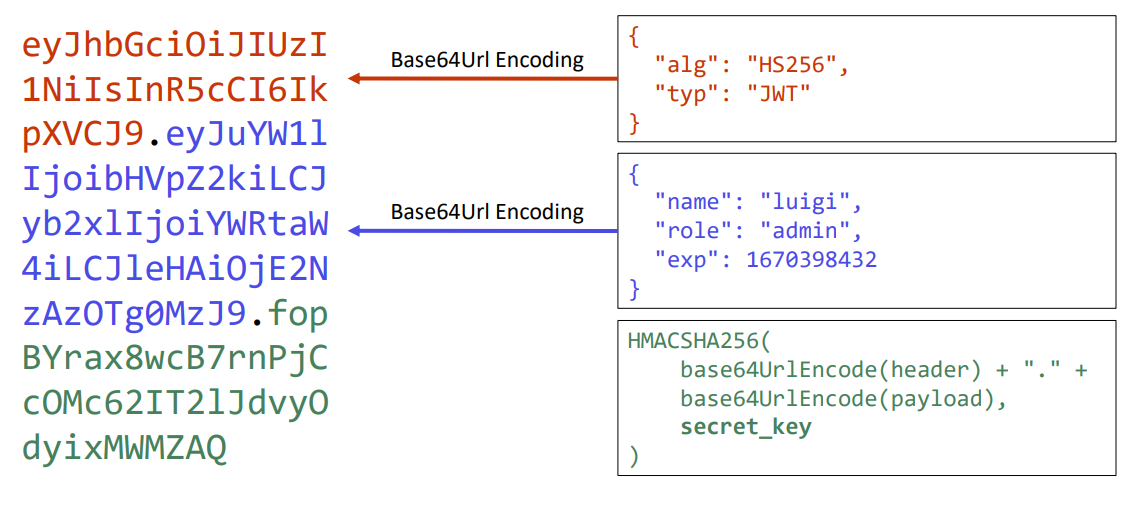 eyJhbGciOiJIUzI
1NiIsInR5cCI6Ik
pXVCJ9.eyJuYW1l
IjoibHVpZ2kiLCJ
yb2xlIjoiYWRtaW
4iLCJleHAiOjE2N
zAzOTg0MzJ9.fop
BYrax8wcB7rnPjC
cOMc62IT2lJdvyO
dyixMWMZAQ
Base64Url Encoding
{
"alg": "HS256",
"typ": "JWT"
}
Base64Url Encoding
{
"name": "luigi",
"role": "admin",
"exp": 1670398432
}
HMACSHA256(
base64UrlEncode(header) + "." +
base64UrlEncode(payload),
secret_key
)